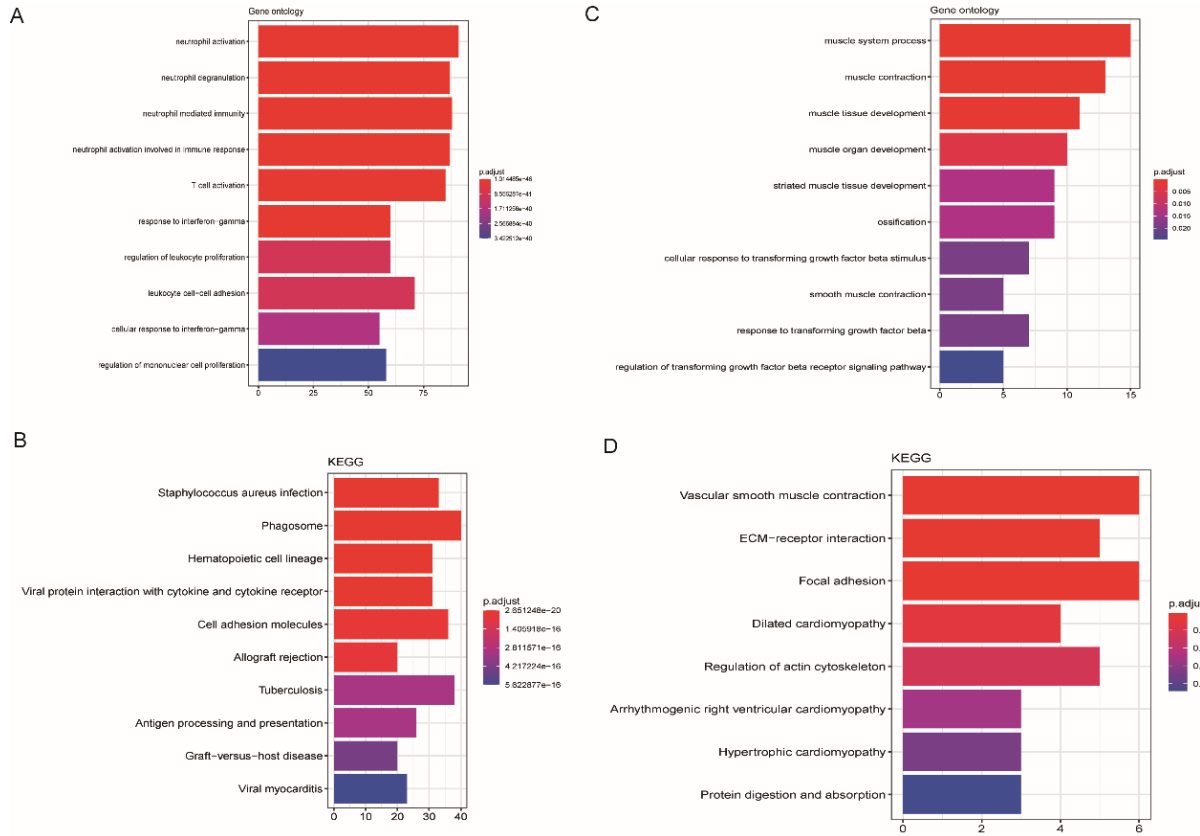 A
Gene ontology
neutrophil activation
neutrophil degranulation
neutrophil mediated immunity
neutrophil activation involved in immune response
T cell activation
response to interferon-gamma
regulation of leukocyte proliferation
leukocyte cell-cell adhesion
cellular response to interferon-gamma
regulation of mononuclear cell proliferation
0 25 50 75
p.adjust
B
KEGG
Staphylococcus aureus infection
Phagosome
Hematopoietic cell lineage
Viral protein interaction with cytokine and cytokine receptor
Cell adhesion molecules
Allograft rejection
Tuberculosis
Antigen processing and presentation
Graft-versus-host disease
Viral myocarditis
0 10 20 30 40
p.adjust
2.851248e-20
1.405918e-16
2.811571e-16
4.217224e-16
5.622877e-16
C
Gene ontology
muscle system process
muscle contraction
muscle tissue development
muscle organ development
striated muscle tissue development
ossification
cellular response to transforming growth factor beta stimulus
smooth muscle contraction
response to transforming growth factor beta
regulation of transforming growth factor beta receptor signaling pathway
0 5 10 15
p.adjust
0.005
0.010
0.015
0.020
D
KEGG
Vascular smooth muscle contraction
ECM-receptor interaction
Focal adhesion
Dilated cardiomyopathy
Regulation of actin cytoskeleton
Arrhythmogenic right ventricular cardiomyopathy
Hypertrophic cardiomyopathy
Protein digestion and absorption
0 2 4 6
p.adju
0.
0.
0.
0.